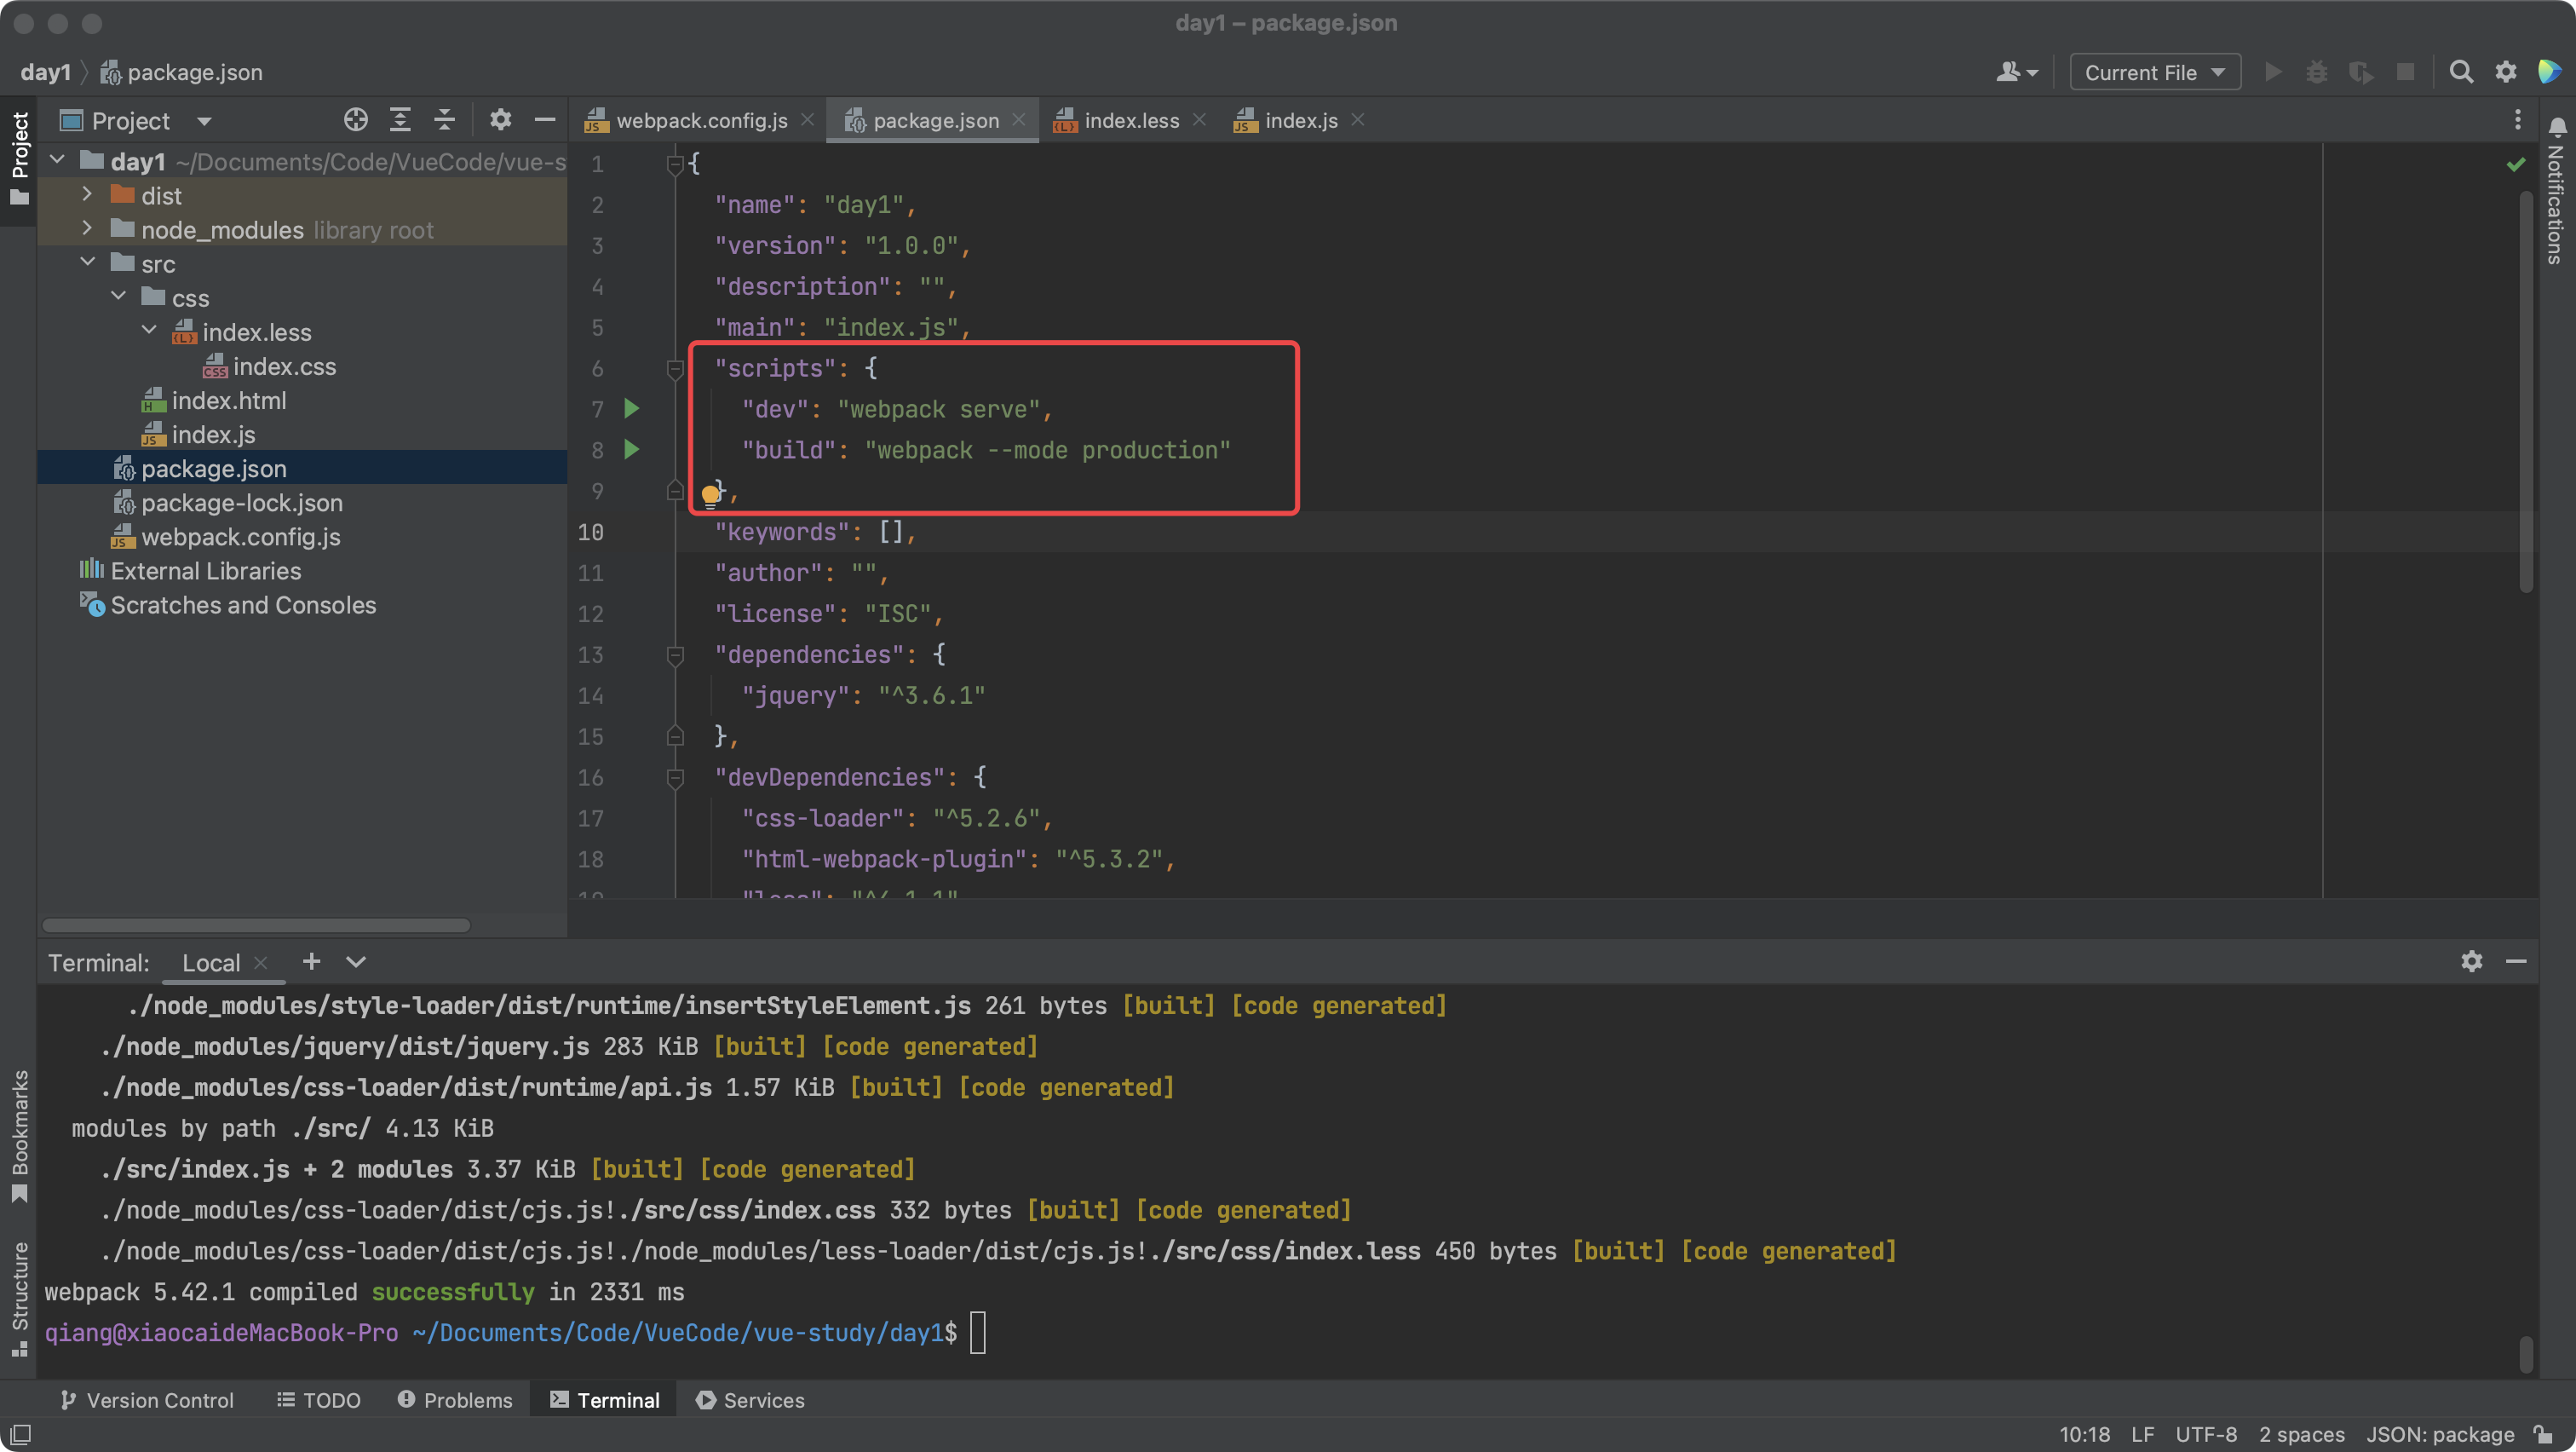 day1 – package.json
day1 package.json
Current File
Project
Project
day1 ~/Documents/Code/VueCode/vue-s
dist
node_modules library root
src
css
index.less
index.css
index.html
index.js
package.json
package-lock.json
webpack.config.js
External Libraries
Scratches and Consoles
webpack.config.js package.json index.less index.js
1 {
2 "name": "day1",
3 "version": "1.0.0",
4 "description": "",
5 "main": "index.js",
6 "scripts": {
7 "dev": "webpack serve",
8 "build": "webpack --mode production"
9 },
10 "keywords": [],
11 "author": "",
12 "license": "ISC",
13 "dependencies": {
14 "jquery": "^3.6.1"
15 },
16 "devDependencies": {
17 "css-loader": "^5.2.6",
18 "html-webpack-plugin": "^5.3.2",
Notifications
Terminal: Local
./node_modules/style-loader/dist/runtime/insertStyleElement.js 261 bytes [built] [code generated]
./node_modules/jquery/dist/jquery.js 283 KiB [built] [code generated]
./node_modules/css-loader/dist/runtime/api.js 1.57 KiB [built] [code generated]
modules by path ./src/ 4.13 KiB
./src/index.js + 2 modules 3.37 KiB [built] [code generated]
./node_modules/css-loader/dist/cjs.js!./src/css/index.css 332 bytes [built] [code generated]
./node_modules/css-loader/dist/cjs.js!./node_modules/less-loader/dist/cjs.js!./src/css/index.less 450 bytes [built] [code generated]
webpack 5.42.1 compiled successfully in 2331 ms
qiang@xiaocaideMacBook-Pro ~/Documents/Code/VueCode/vue-study/day1$
Bookmarks
Structure
Version Control TODO Problems Terminal Services
10:18 LF UTF-8 2 spaces JSON: package